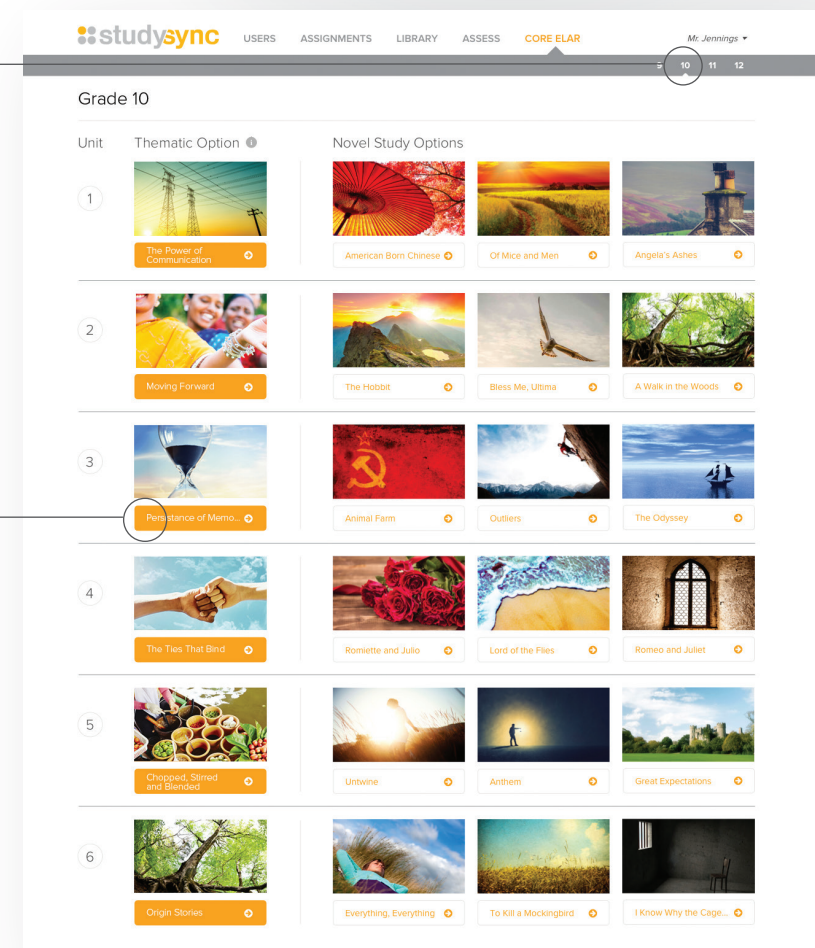 studysync USERS ASSIGNMENTS LIBRARY ASSESS CORE ELAR Mr. Jennings
10 11 12
Grade 10
Unit Thematic Option Novel Study Options
1
The Power of
Communication
American Born Chinese Of Mice and Men Angela's Ashes
2
Moving Forward The Hobbit Bless Me, Ultima A Walk in the Woods
3
Persistance of Memo... Animal Farm Outliers The Odyssey
4
The Ties That Bind Romiette and Julio Lord of the Flies Romeo and Juliet
5
Chopped, Stirred
and Blended
Untwine Anthem Great Expectations
6
Origin Stories Everything, Everything To Kill a Mockingbird I Know Why the Cage...